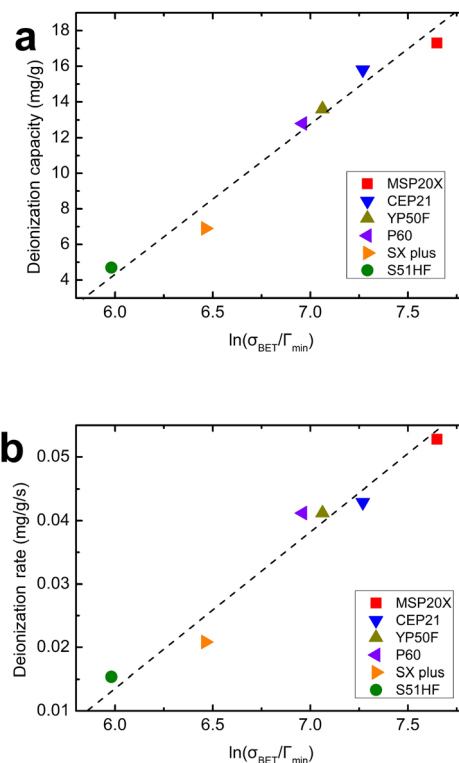 a
18
16
14
12
10
8
6
4
Deionization capacity (mg/g)
MSP20X
CEP21
YP50F
P60
SX plus
S51HF
6.0 6.5 7.0 7.5
ln(σBET/Γmin)
b
0.05
0.04
0.03
0.02
0.01
Deionization rate (mg/g/s)
MSP20X
CEP21
YP50F
P60
SX plus
S51HF
6.0 6.5 7.0 7.5
ln(σBET/Γmin)